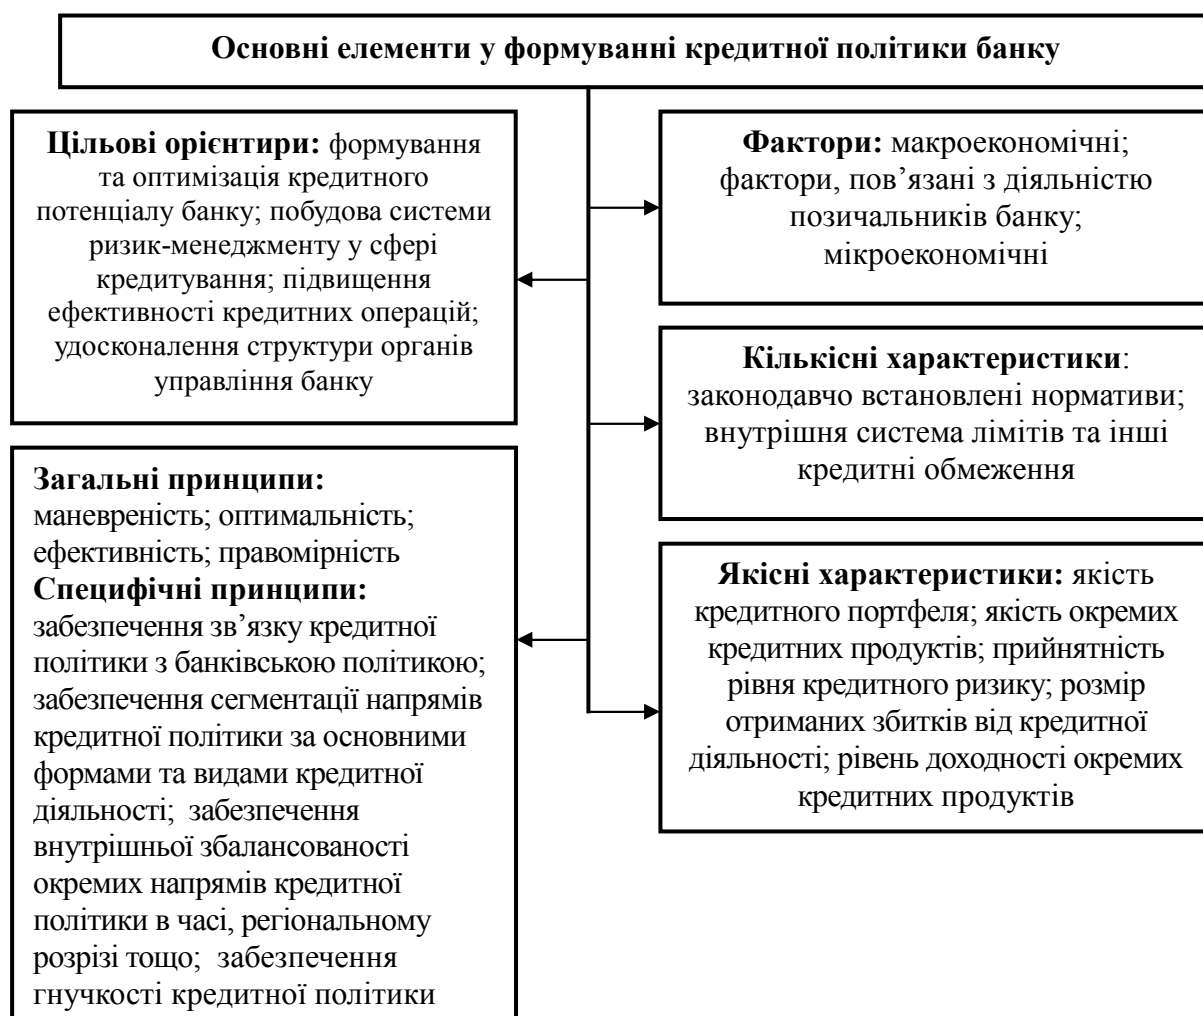 Основні елементи у формуванні кредитної політики банку
Цільові орієнтири: формування
та оптимізація кредитного
потенціалу банку; побудова системи
ризик-менеджменту у сфері
кредитування; підвищення
ефективності кредитних операцій;
удосконалення структури органів
управління банку
Загальні принципи:
маневреність; оптимальність;
ефективність; правомірність
Специфічні принципи:
забезпечення зв’язку кредитної
політики з банківською політикою;
забезпечення сегментації напрямів
кредитної політики за основними
формами та видами кредитної
діяльності; забезпечення
внутрішньої збалансованості
окремих напрямів кредитної
політики в часі, регіональному
розрізі тощо; забезпечення
гнучкості кредитної політики
Фактори: макроекономічні;
фактори, пов’язані з діяльністю
позичальників банку;
мікроекономічні
Кількісні характеристики:
законодавчо встановлені нормативи;
внутрішня система лімітів та інші
кредитні обмеження
Якісні характеристики: якість
кредитного портфеля; якість окремих
кредитних продуктів; прийнятність
рівня кредитного ризику; розмір
отриманих збитків від кредитної
діяльності; рівень доходності окремих
кредитних продуктів